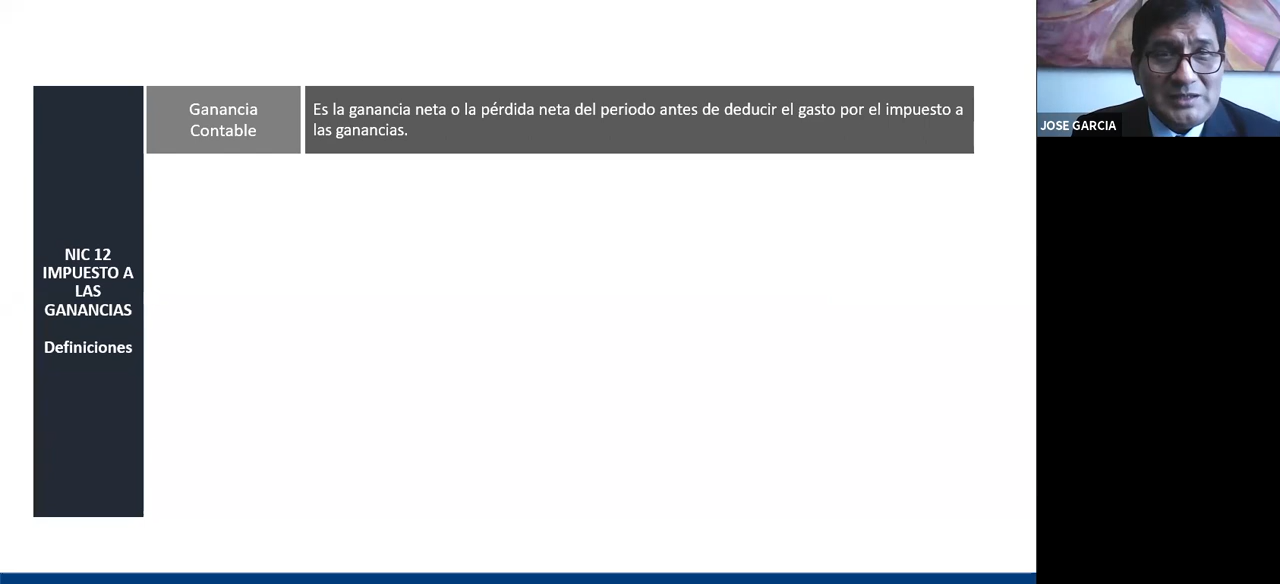 Ganancia
Contable
Es la ganancia neta o la pérdida neta del periodo antes de deducir el gasto por el impuesto a
las ganancias.
NIC 12
IMPUESTO A
LAS
GANANCIAS
Definiciones
JOSE GARCIA